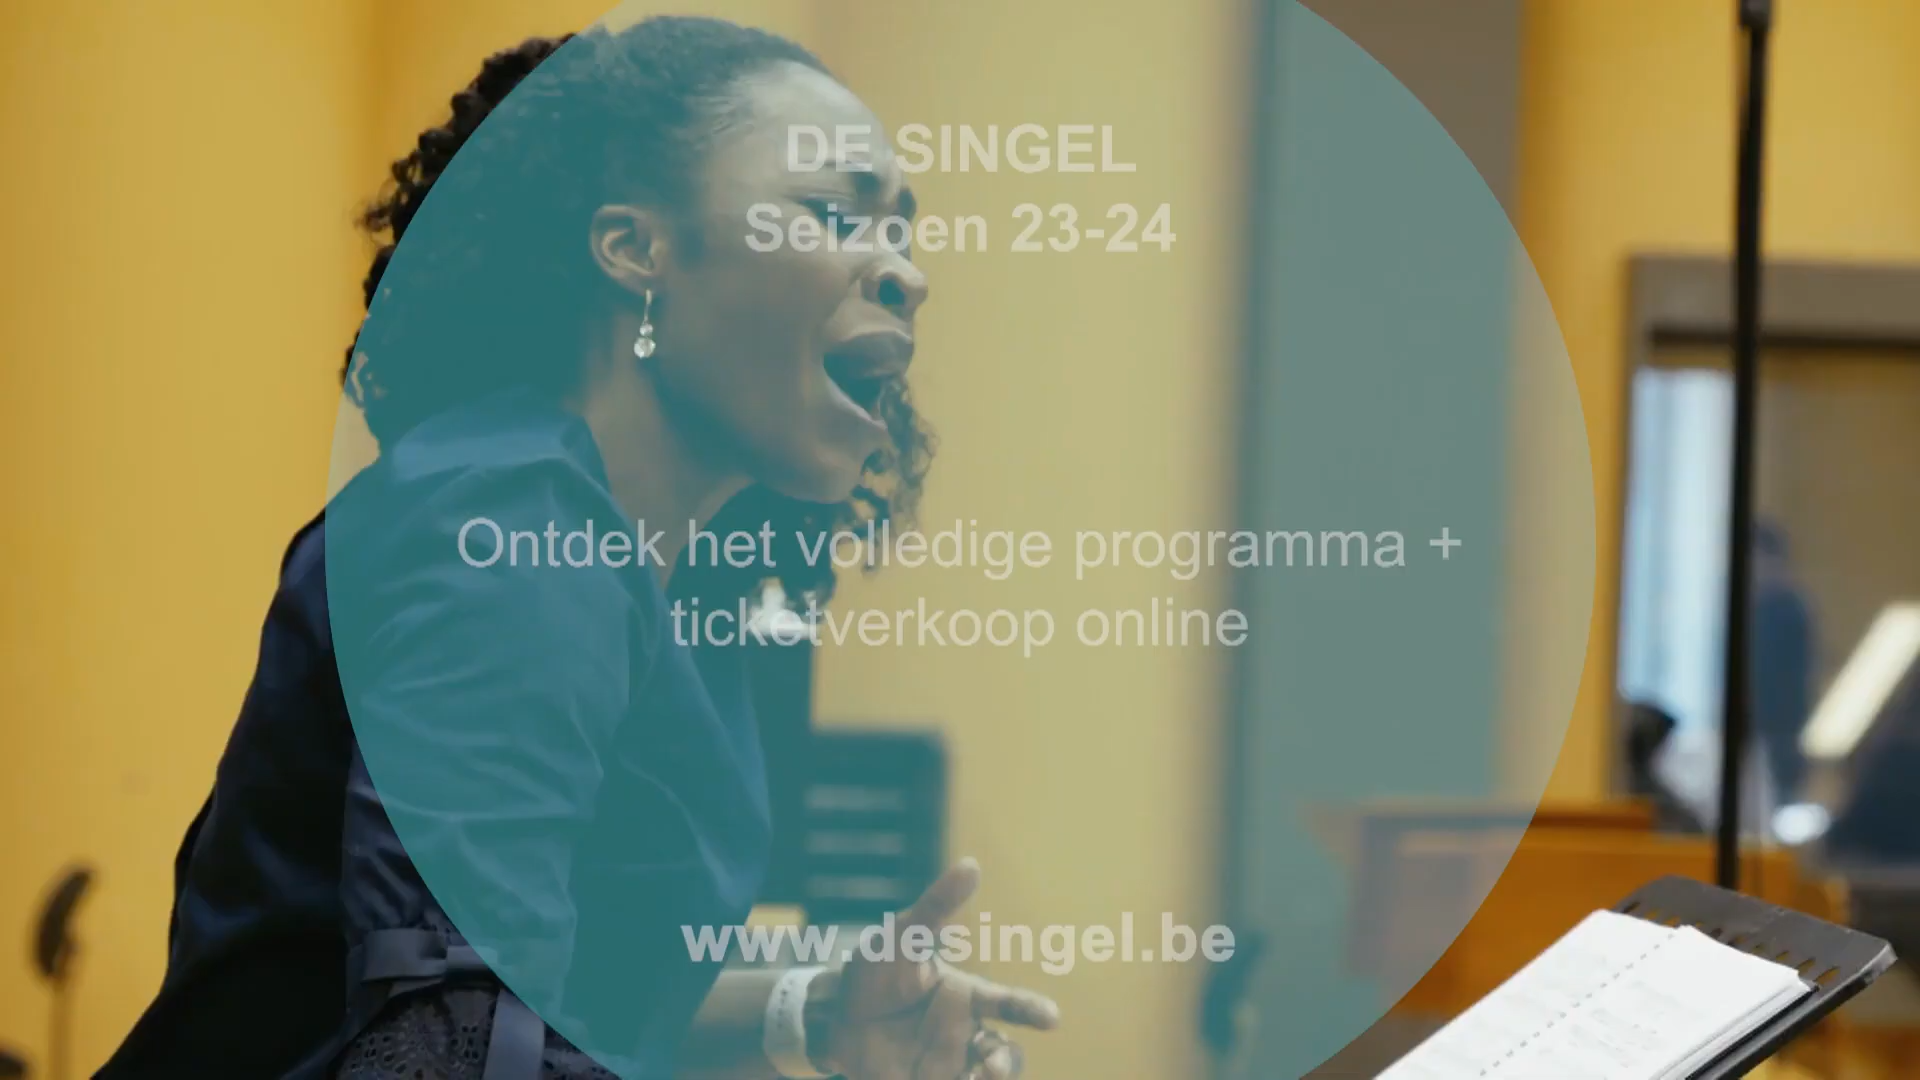 DE SINGEL
Seizoen 23-24
Ontdek het volledige programma +
ticketverkoop online
www.desingel.be